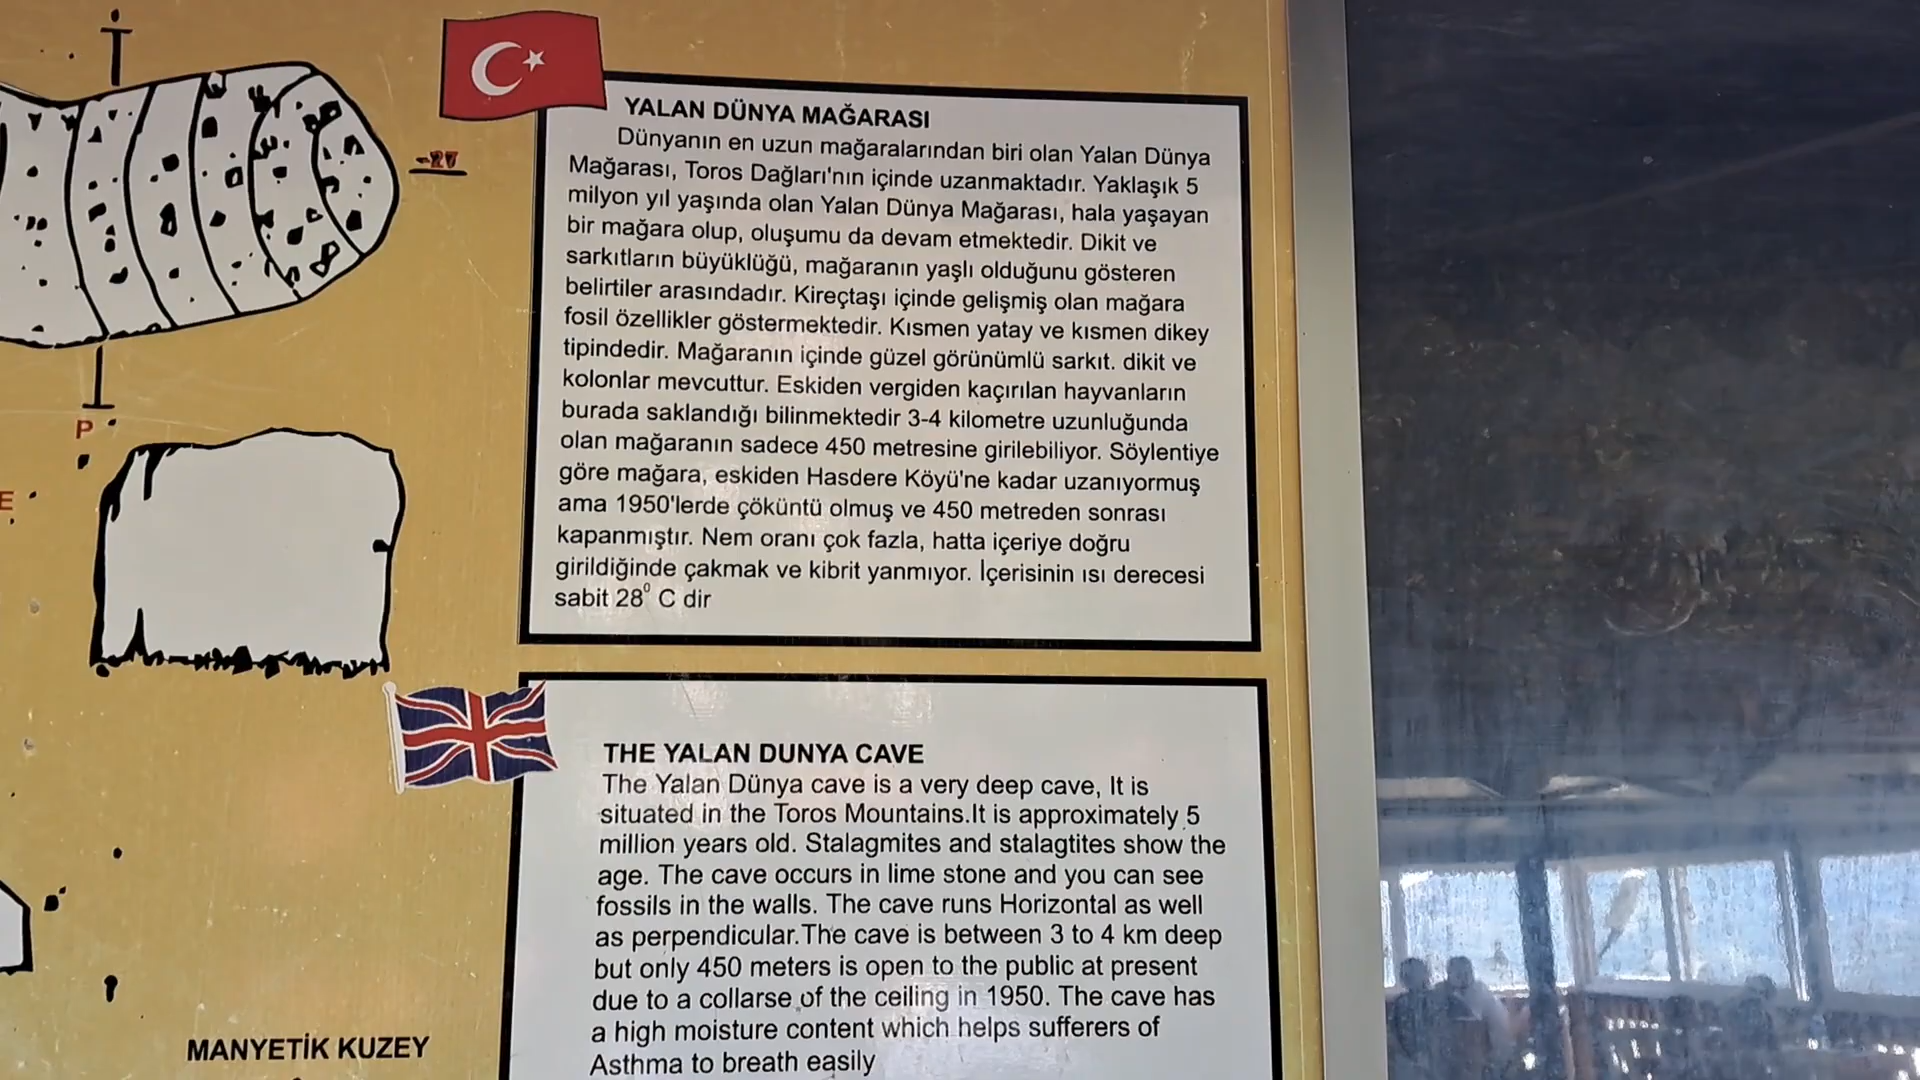 İ
-27
P
E
YALAN DÜNYA MAĞARASI
Dünyanın en uzun mağaralarından biri olan Yalan Dünya
Mağarası, Toros Dağları'nın içinde uzanmaktadır. Yaklaşık 5
milyon yıl yaşında olan Yalan Dünya Mağarası, hala yaşayan
bir mağara olup, oluşumu da devam etmektedir. Dikit ve
sarkıtların büyüklüğü, mağaranın yaşlı olduğunu gösteren
belirtiler arasındadır. Kireçtaşı içinde gelişmiş olan mağara
fosil özellikler göstermektedir. Kısmen yatay ve kısmen dikey
tipindedir. Mağaranın içinde güzel görünümlü sarkıt. dikit ve
kolonlar mevcuttur. Eskiden vergiden kaçırılan hayvanların
burada saklandığı bilinmektedir 3-4 kilometre uzunluğunda
olan mağaranın sadece 450 metresine girilebiliyor. Söylentiye
göre mağara, eskiden Hasdere Köyü'ne kadar uzanıyormuş
ama 1950'lerde çöküntü olmuş ve 450 metreden sonrası
kapanmıştır. Nem oranı çok fazla, hatta içeriye doğru
girildiğinde çakmak ve kibrit yanmıyor. İçerisinin ısı derecesi
sabit 28⁰ C dir
THE YALAN DUNYA CAVE
The Yalan Dünya cave is a very deep cave, It is
situated in the Toros Mountains.It is approximately 5
million years old. Stalagmites and stalagtites show the
age. The cave occurs in lime stone and you can see
fossils in the walls. The cave runs Horizontal as well
as perpendicular.The cave is between 3 to 4 km deep
but only 450 meters is open to the public at present
due to a collarse of the ceiling in 1950. The cave has
a high moisture content which helps sufferers of
Asthma to breath easily
MANYETİK KUZEY